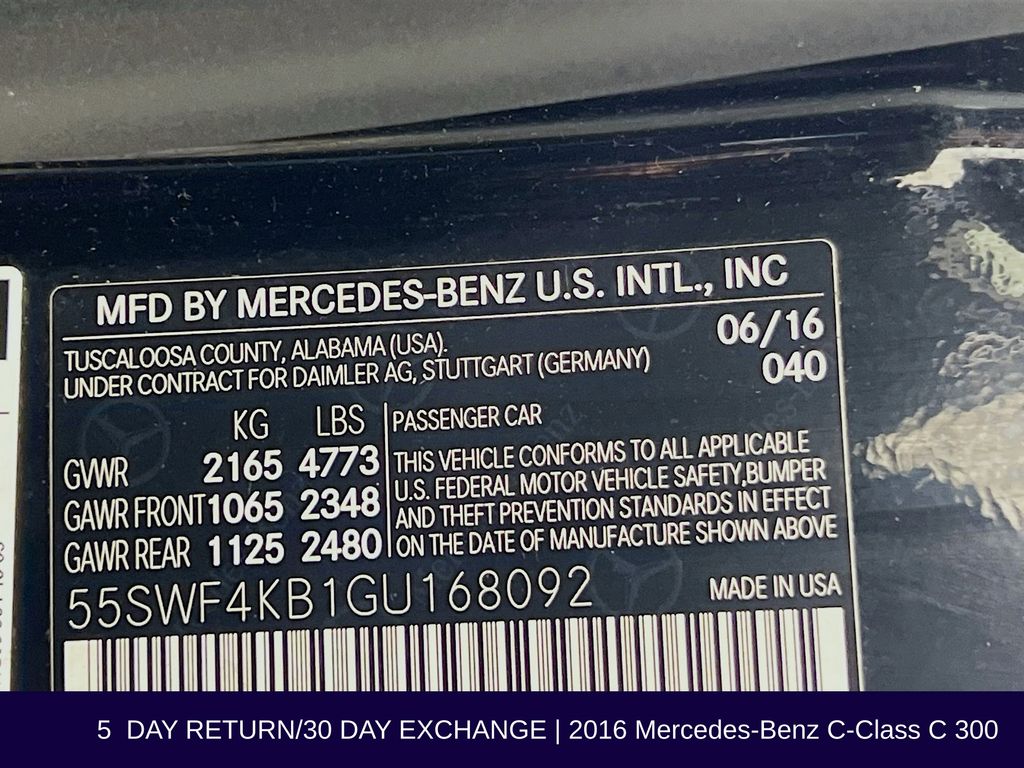 MFD BY MERCEDES-BENZ U.S. INTL., INC
TUSCALOOSA COUNTY, ALABAMA (USA).
06/16
UNDER CONTRACT FOR DAIMLER AG, STUTTGART (GERMANY)
040
KG LBS
PASSENGER CAR
GVWR 2165 4773
GAWR FRONT 1065 2348
GAWR REAR 1125 2480
THIS VEHICLE CONFORMS TO ALL APPLICABLE
U.S. FEDERAL MOTOR VEHICLE SAFETY,BUMPER
AND THEFT PREVENTION STANDARDS IN EFFECT
ON THE DATE OF MANUFACTURE SHOWN ABOVE
55SWF4KB1GU168092
MADE IN USA
5 DAY RETURN/30 DAY EXCHANGE | 2016 Mercedes-Benz C-Class C 300